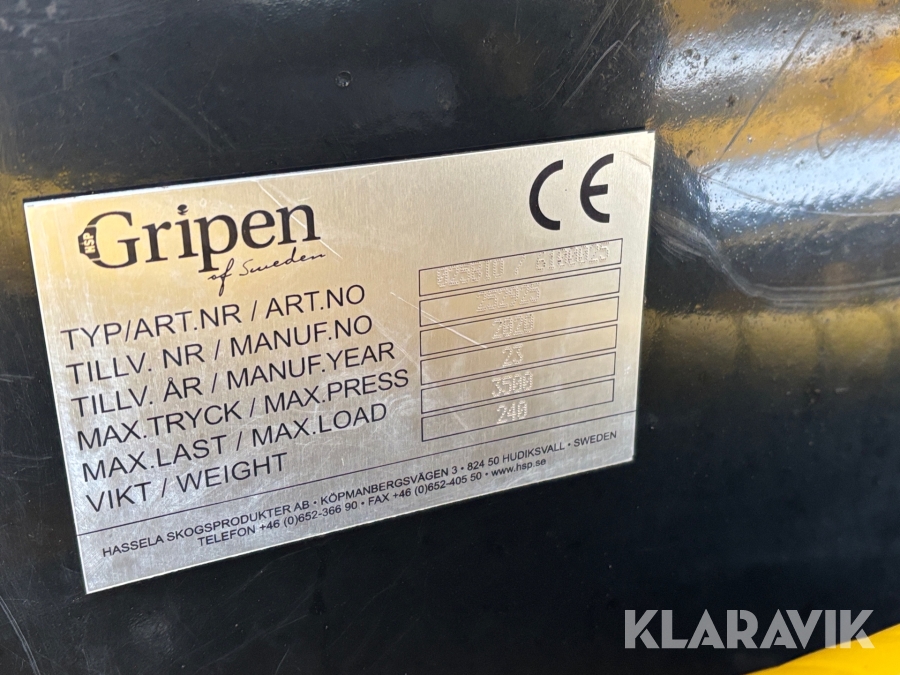 HSP
Gripen
of Sweden
CE
TYP/ART.NR / ART.NO
TILLV. NR / MANUF.NO
TILLV. ÅR / MANUF.YEAR 2020
MAX.TRYCK / MAX.PRESS 23
MAX.LAST / MAX.LOAD 3500
VIKT / WEIGHT 240
HASSELA SKOGSPRODUKTER AB • KÖPMANBERGSVÄGEN 3 • 824 50 HUDIKSVALL • SWEDEN
TELEFON +46 (0)652-366 90 • FAX +46 (0)652-405 50 • www.hsp.se
KLARAVIK